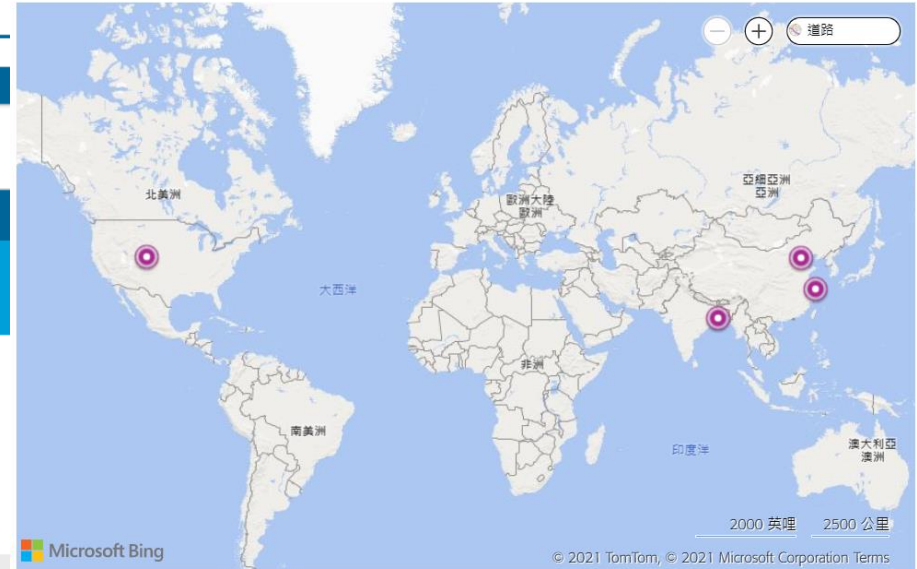 道路
北美洲
亞細亞洲
亞洲
歐洲大陸
歐洲
大西洋
非洲
南美洲
印度洋
澳大利亞
澳洲
2000 英哩 2500 公里
Microsoft Bing
© 2021 TomTom, © 2021 Microsoft Corporation Terms